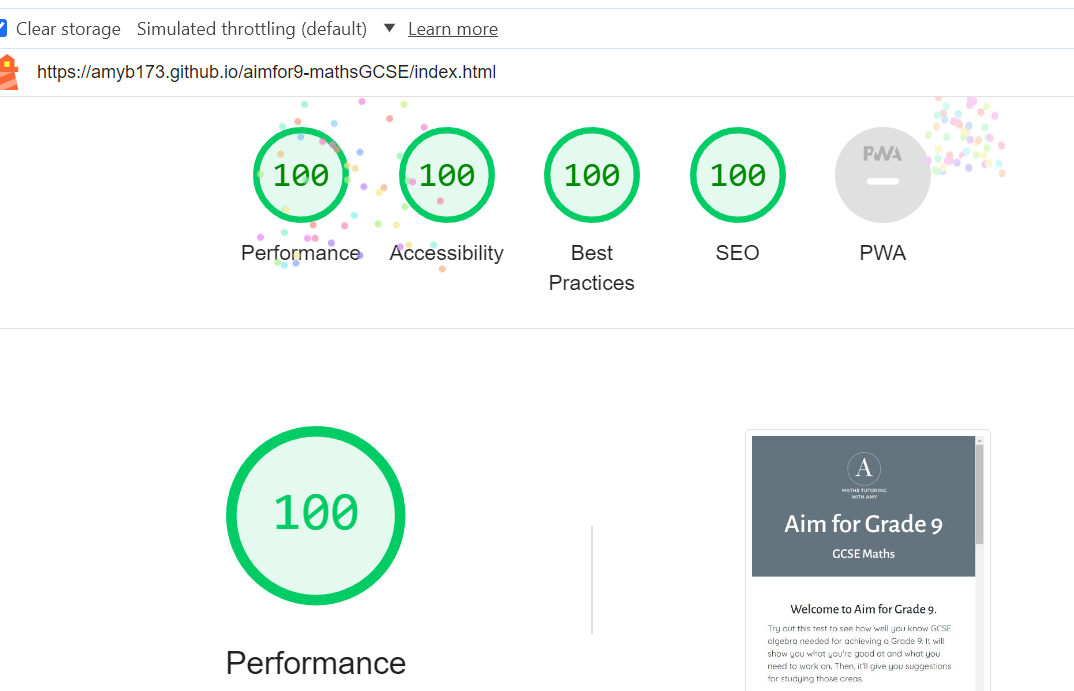 Clear storage Simulated throttling (default) ▼ Learn more
https://amyb173.github.io/aimfor9-mathsGCSE/index.html
100 100 100 100 PWA
Performance Accessibility Best Practices SEO PWA
100
Performance
A
MATHS TUTORING
WITH AMY
Aim for Grade 9
GCSE Maths
Welcome to Aim for Grade 9.
Try out this test to see how well you know GCSE
algebra needed for achieving a Grade 9. It will
show you what you're good at and what you
need to work on. Then, it'll give you suggestions
for studying those areas.